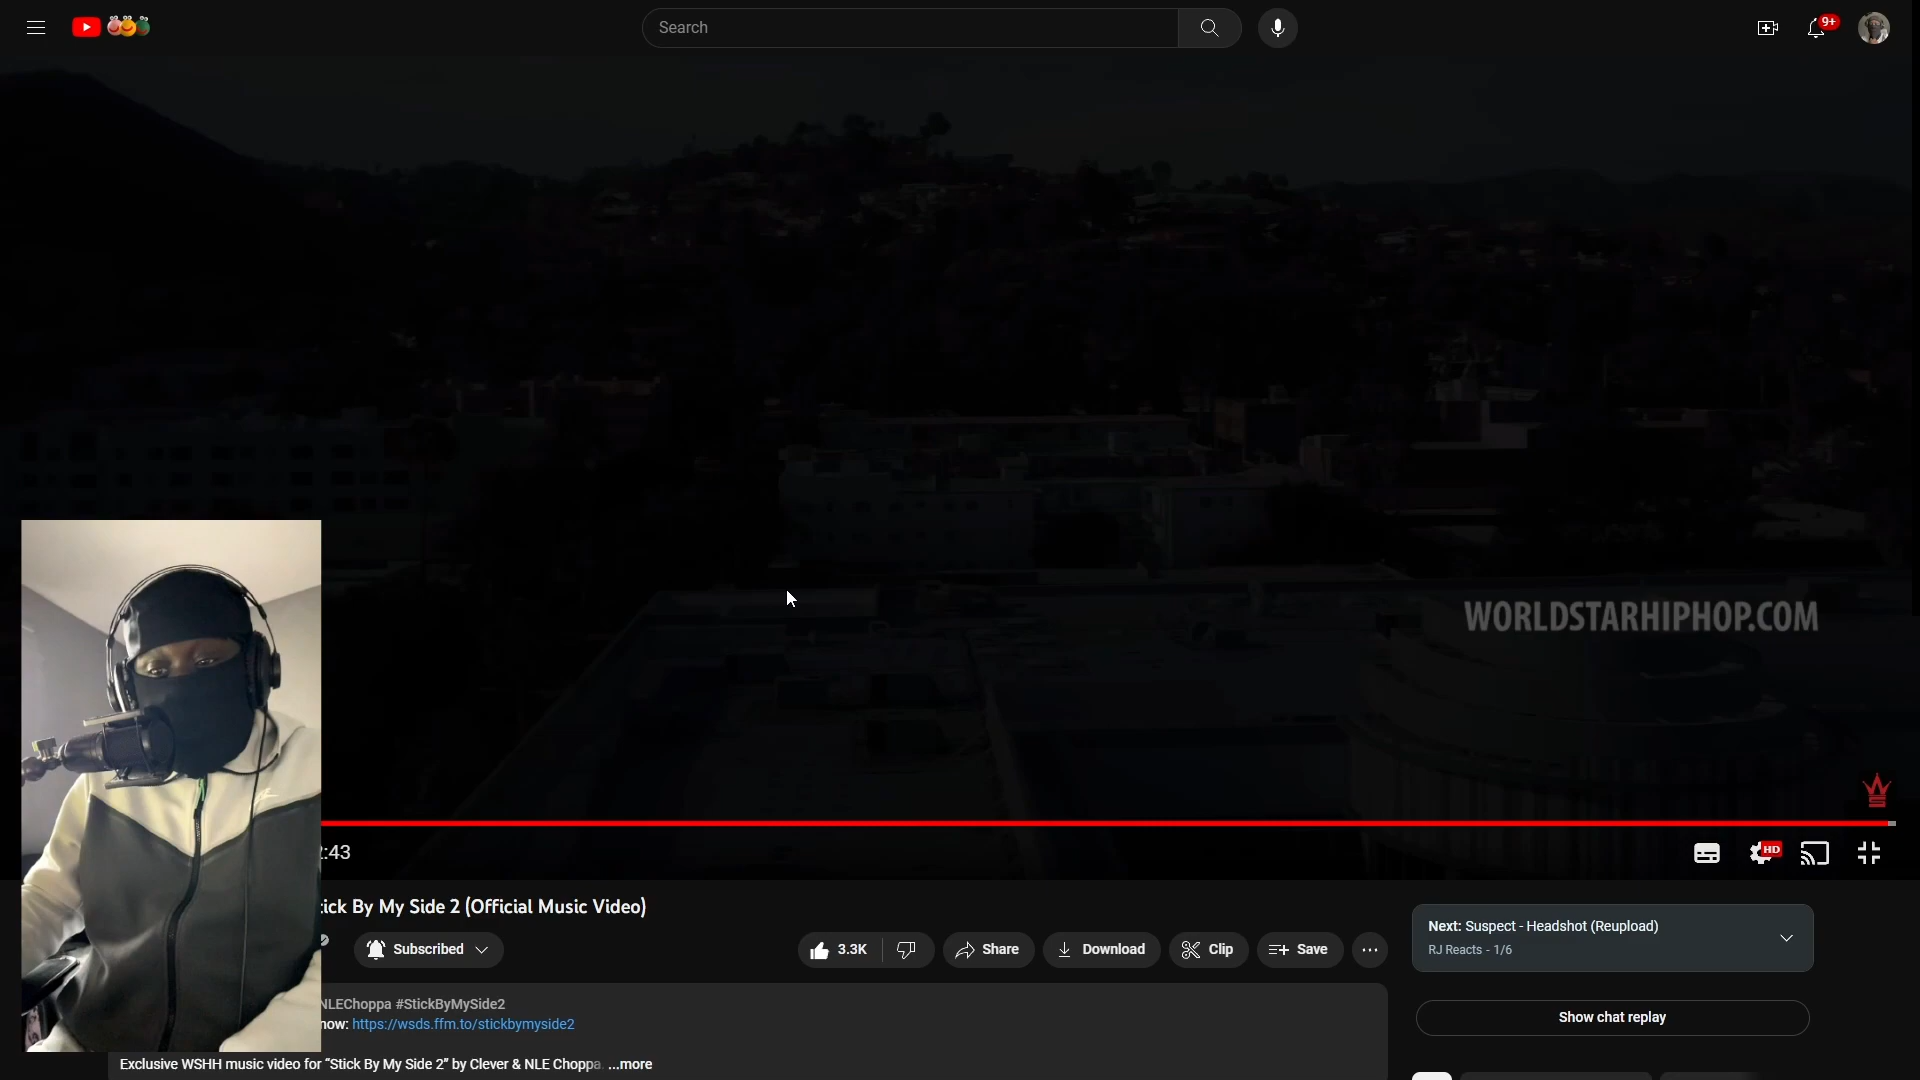 Search
9+
WORLDSTARHIPHOP.COM
:43
HD
ick By My Side 2 (Official Music Video)
Subscribed
3.3K
Share
Download
Clip
Save
Next: Suspect - Headshot (Reupload)
RJ Reacts - 1/6
NLEChoppa #StickByMySide2
now: https://wsds.ffm.to/stickbymyside2
Show chat replay
Exclusive WSHH music video for “Stick By My Side 2” by Clever & NLE Choppa. ...more